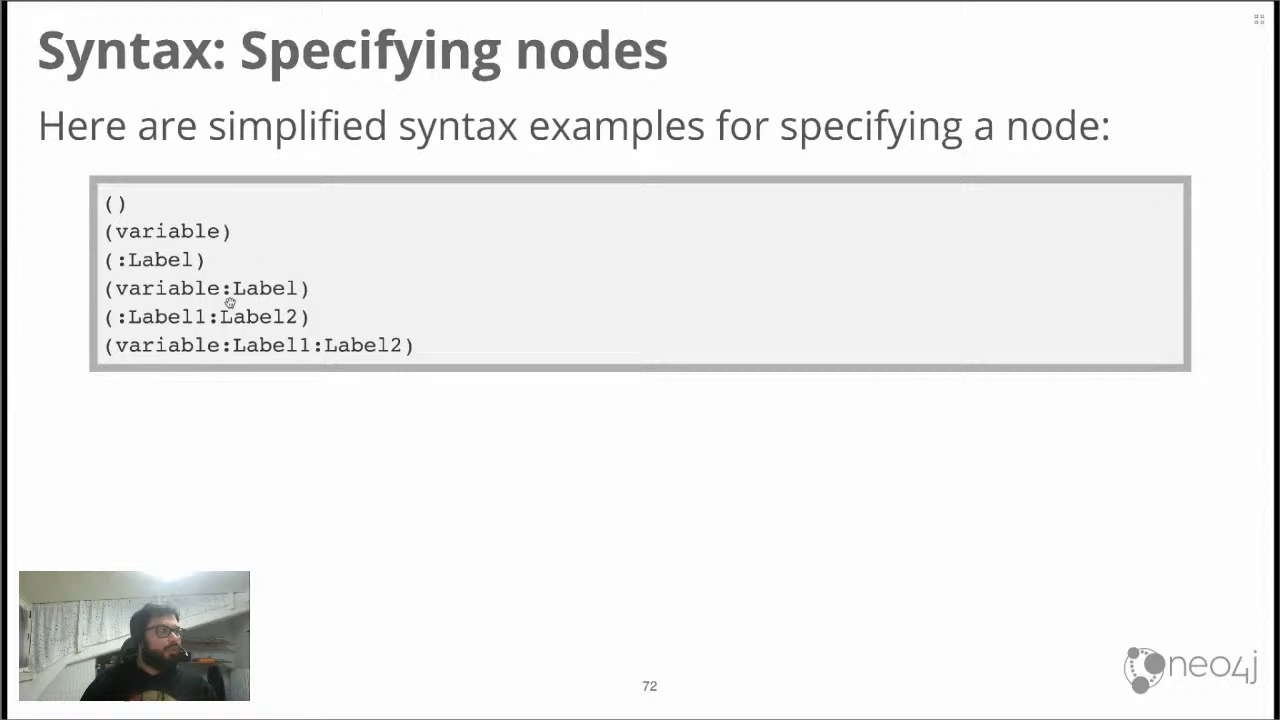 Syntax: Specifying nodes
Here are simplified syntax examples for specifying a node:
()
(variable)
(:Label)
(variable:Label)
(:Label1:Label2)
(variable:Label1:Label2)
72
neo4j